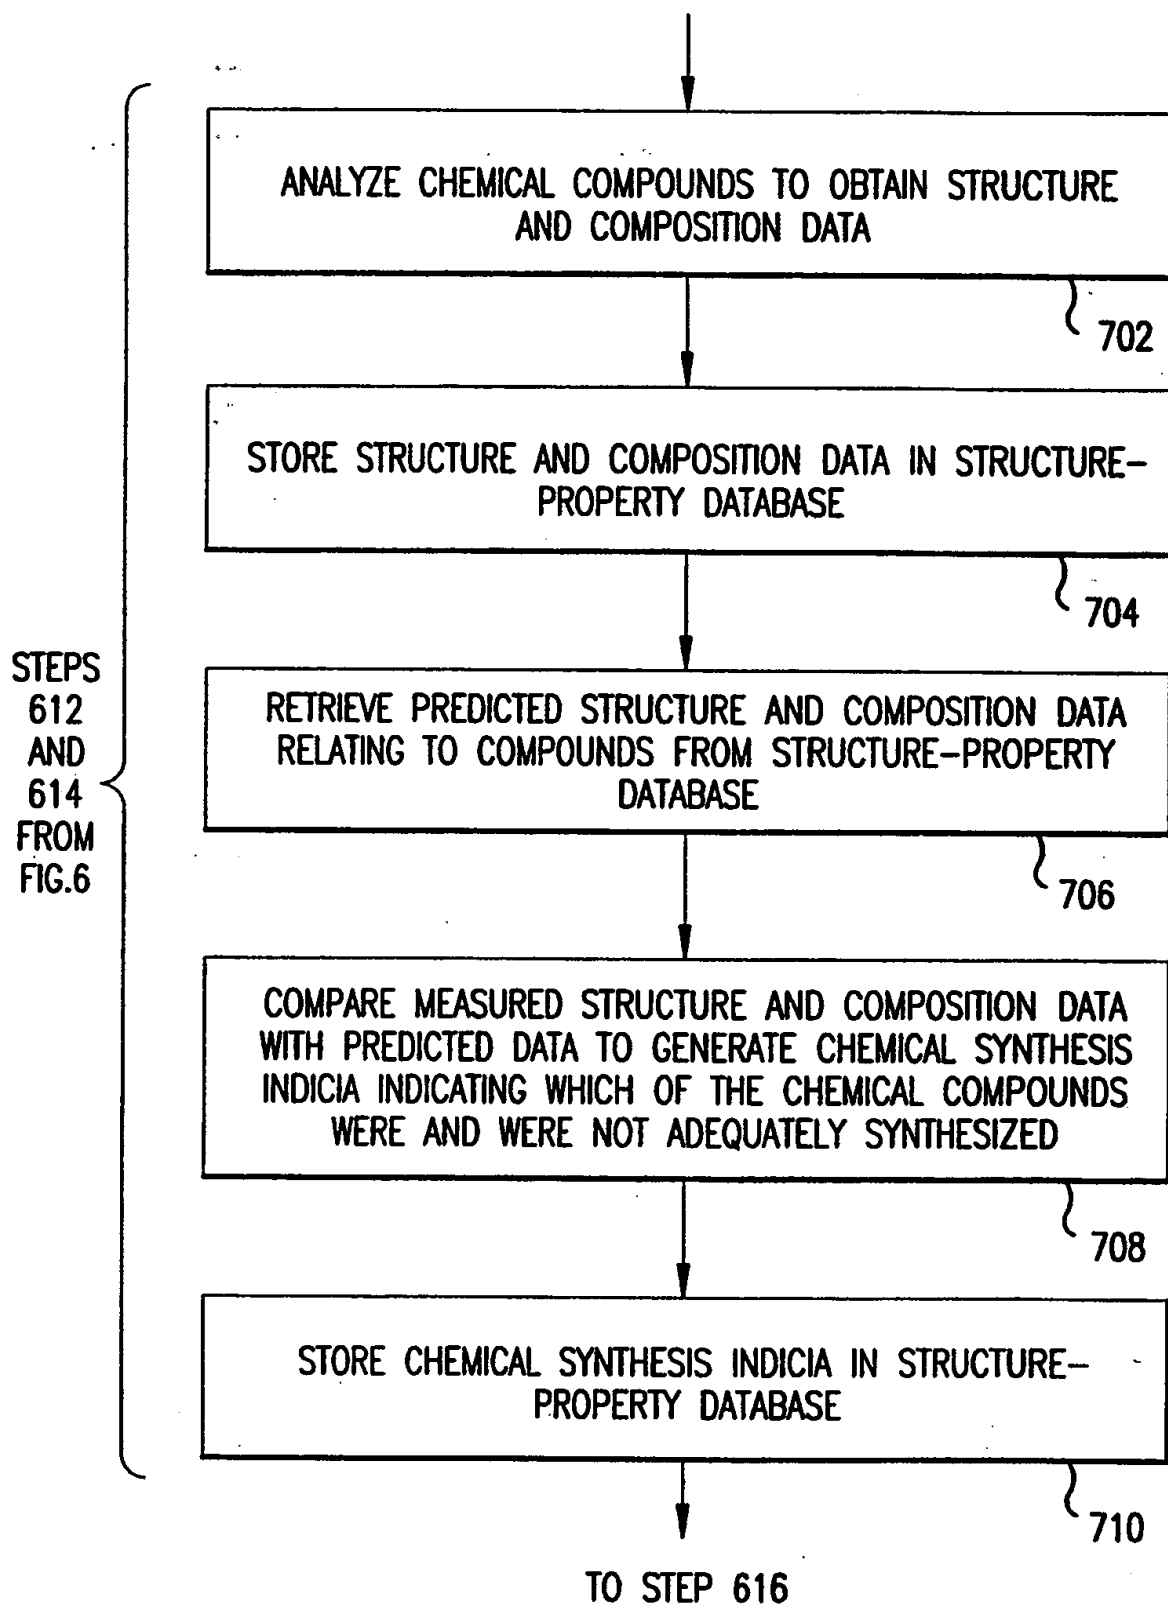 ANALYZE CHEMICAL COMPOUNDS TO OBTAIN STRUCTURE
AND COMPOSITION DATA
702
STORE STRUCTURE AND COMPOSITION DATA IN STRUCTURE-
PROPERTY DATABASE
704
STEPS
612
AND
614
FROM
FIG.6
RETRIEVE PREDICTED STRUCTURE AND COMPOSITION DATA
RELATING TO COMPOUNDS FROM STRUCTURE-PROPERTY
DATABASE
706
COMPARE MEASURED STRUCTURE AND COMPOSITION DATA
WITH PREDICTED DATA TO GENERATE CHEMICAL SYNTHESIS
INDICIA INDICATING WHICH OF THE CHEMICAL COMPOUNDS
WERE AND WERE NOT ADEQUATELY SYNTHESIZED
708
STORE CHEMICAL SYNTHESIS INDICIA IN STRUCTURE-
PROPERTY DATABASE
710
TO STEP 616